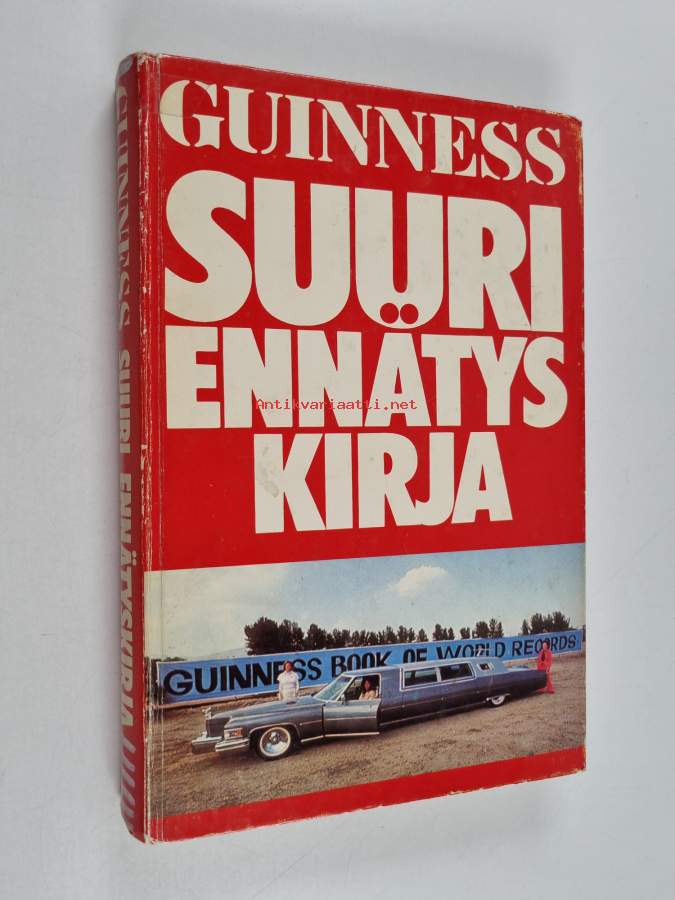 GUINNESS
SUURI
ENNÄTYS
KIRJA
Antikvariaatti.net
GUINNESS BOOK OF WORLD RECORDS
GUINNESS SUURI ENNÄTYSKIRJA